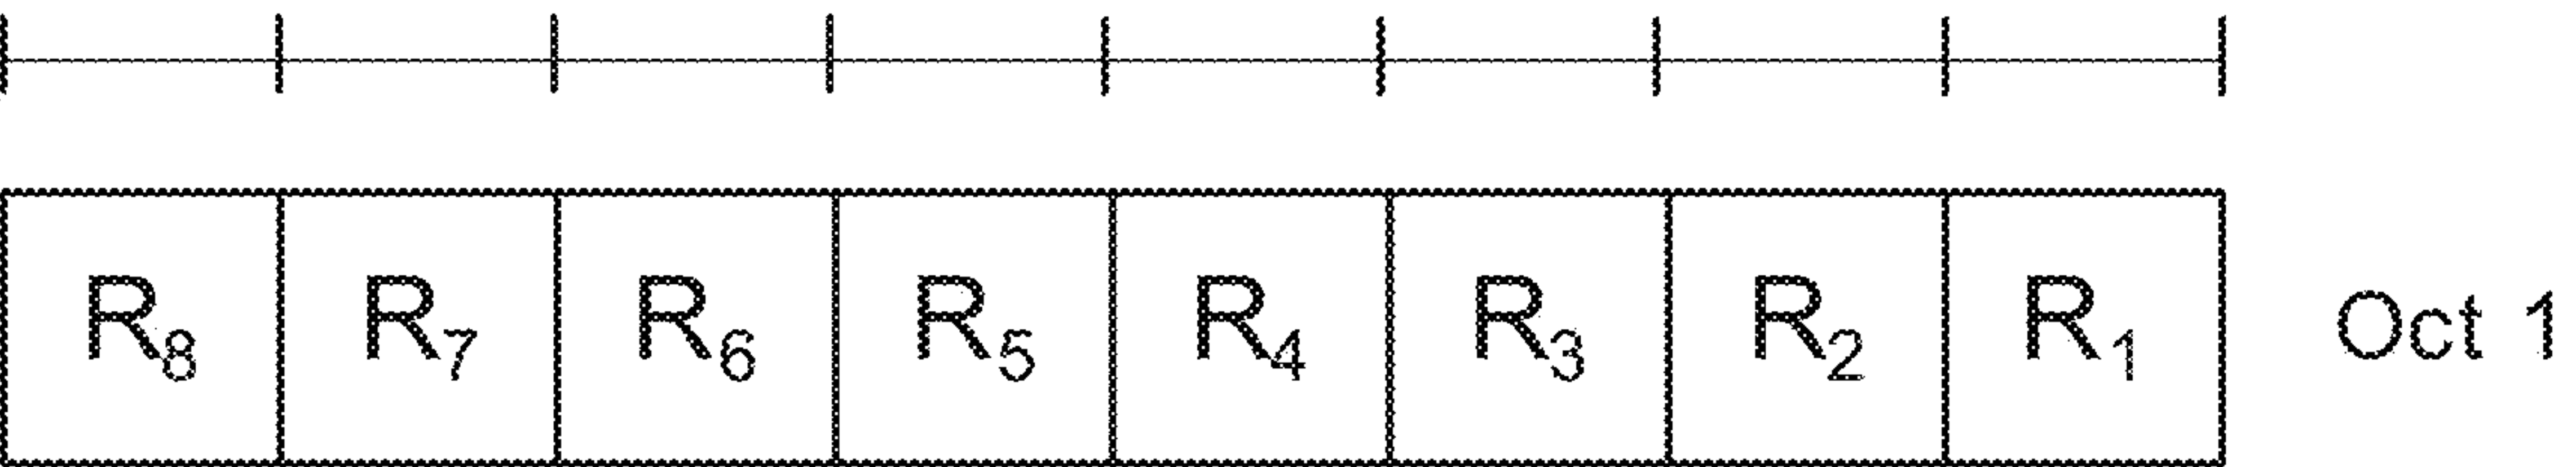 R₈ R₇ R₆ R₅ R₄ R₃ R₂ R₁ Oct 1